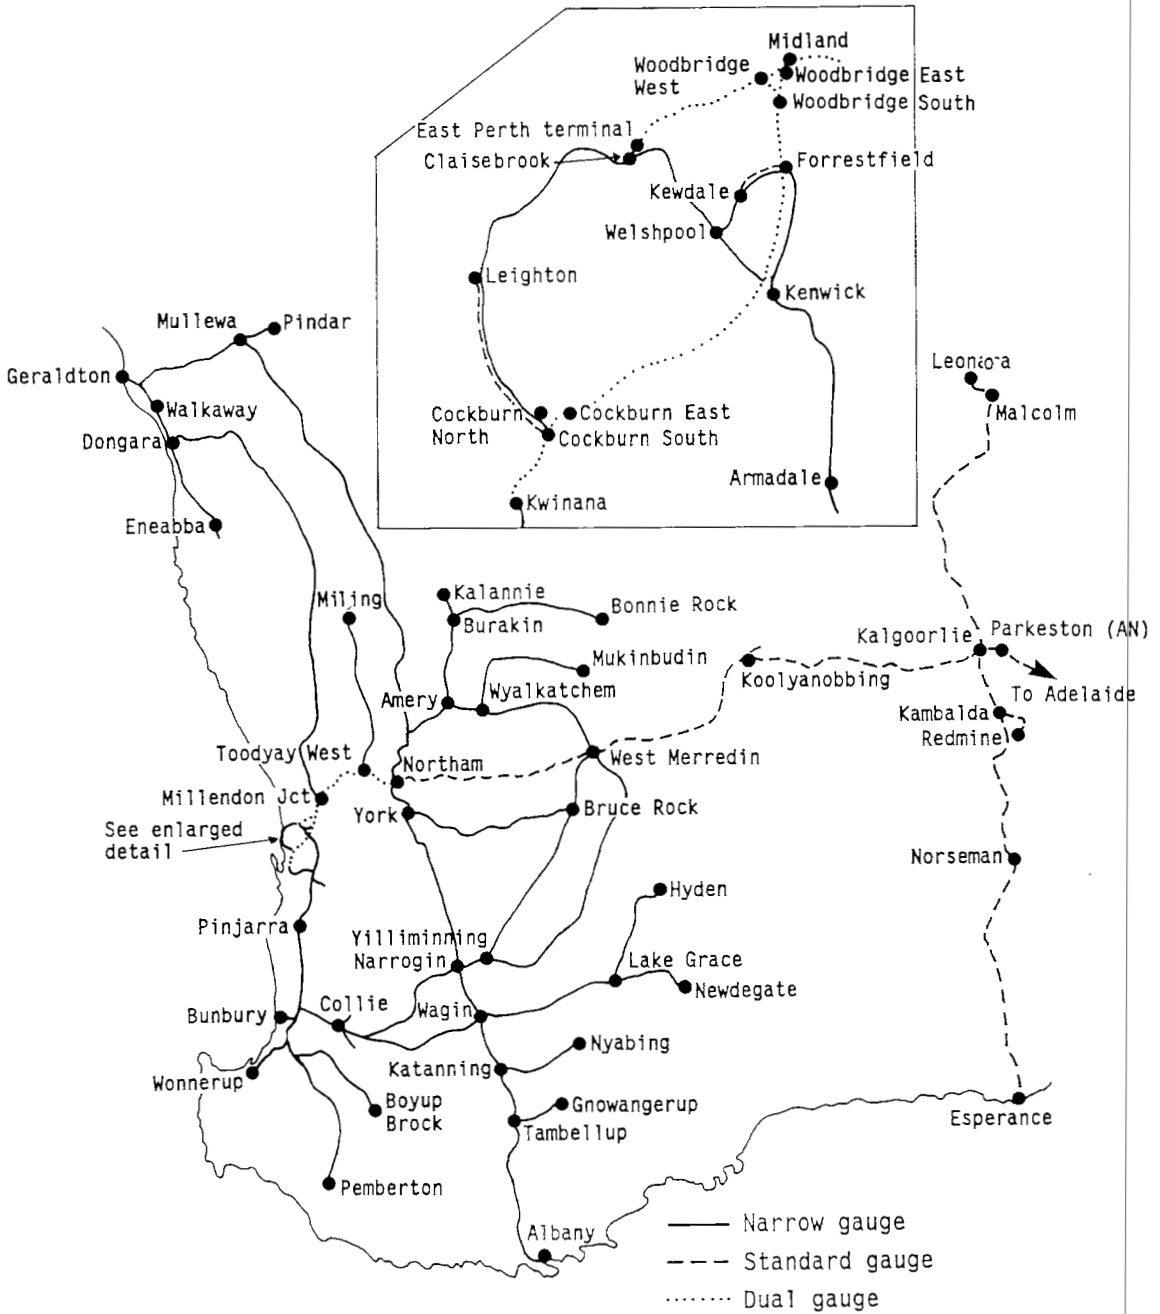 Midland
Woodbridge
West
Woodbridge East
Woodbridge South
East Perth terminal
Claisebrook
Forrestfield
Kewdale
Welshpool
Leighton
Kenwick
Cockburn
North
Cockburn East
Cockburn South
Armadale
Kwinana
Mullewa
Pindar
Geraldton
Walkaway
Dongara
Eneabba
Leonora
Malcolm
Miling
Kalannie
Burakin
Bonnie Rock
Mukinbudin
Amery
Wyalkatchem
Kalgoorlie
Parkeston (AN)
Koolyanobbing
To Adelaide
Kambalda
Redmine
Toodyay West
Northam
West Merredin
Millendon Jct
York
Bruce Rock
See enlarged
detail
Norseman
Hyden
Pinjarra
Yilliminning
Narrogin
Lake Grace
Newdegate
Collie
Wagin
Bunbury
Nyabing
Katanning
Wonnerup
Boyup
Brock
Gnowangerup
Tambellup
Esperance
Pemberton
Albany
Narrow gauge
Standard gauge
Dual gauge